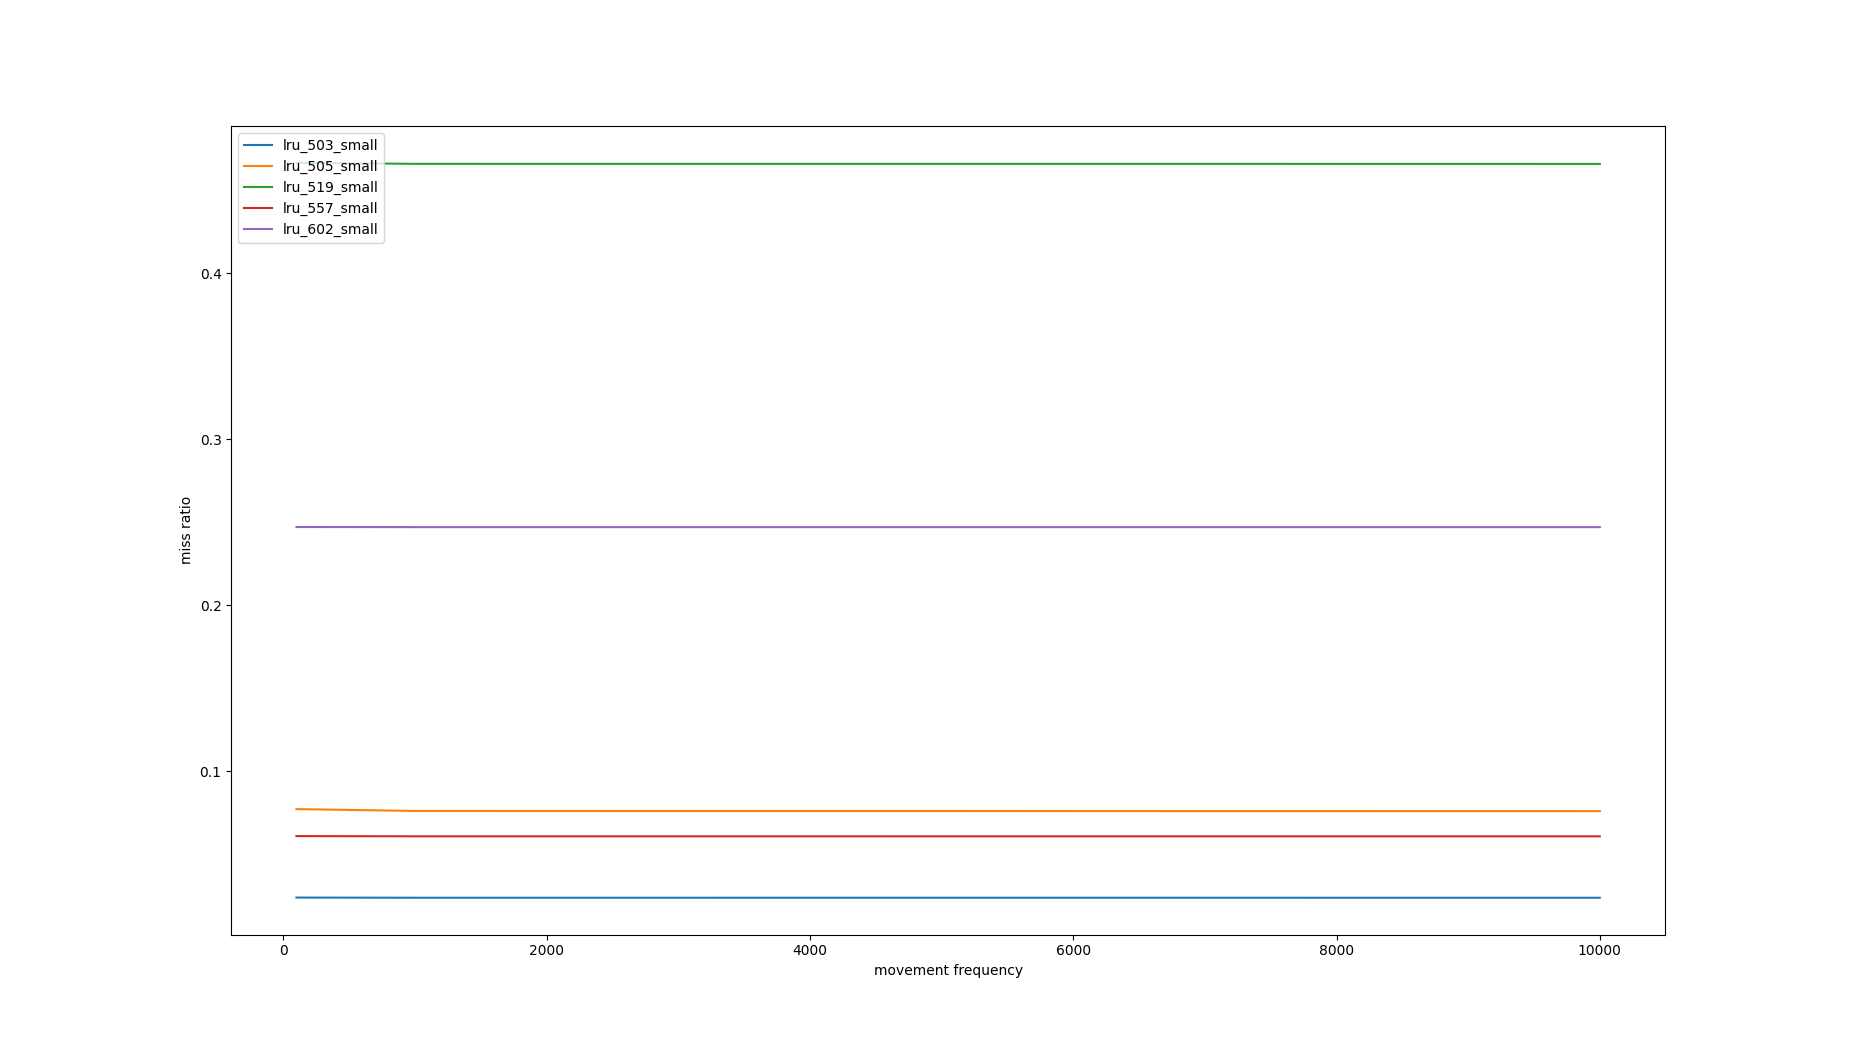 lru_503_small
lru_505_small
lru_519_small
lru_557_small
lru_602_small
0.4
0.3
0.2
0.1
miss ratio
0 2000 4000 6000 8000 10000
movement frequency